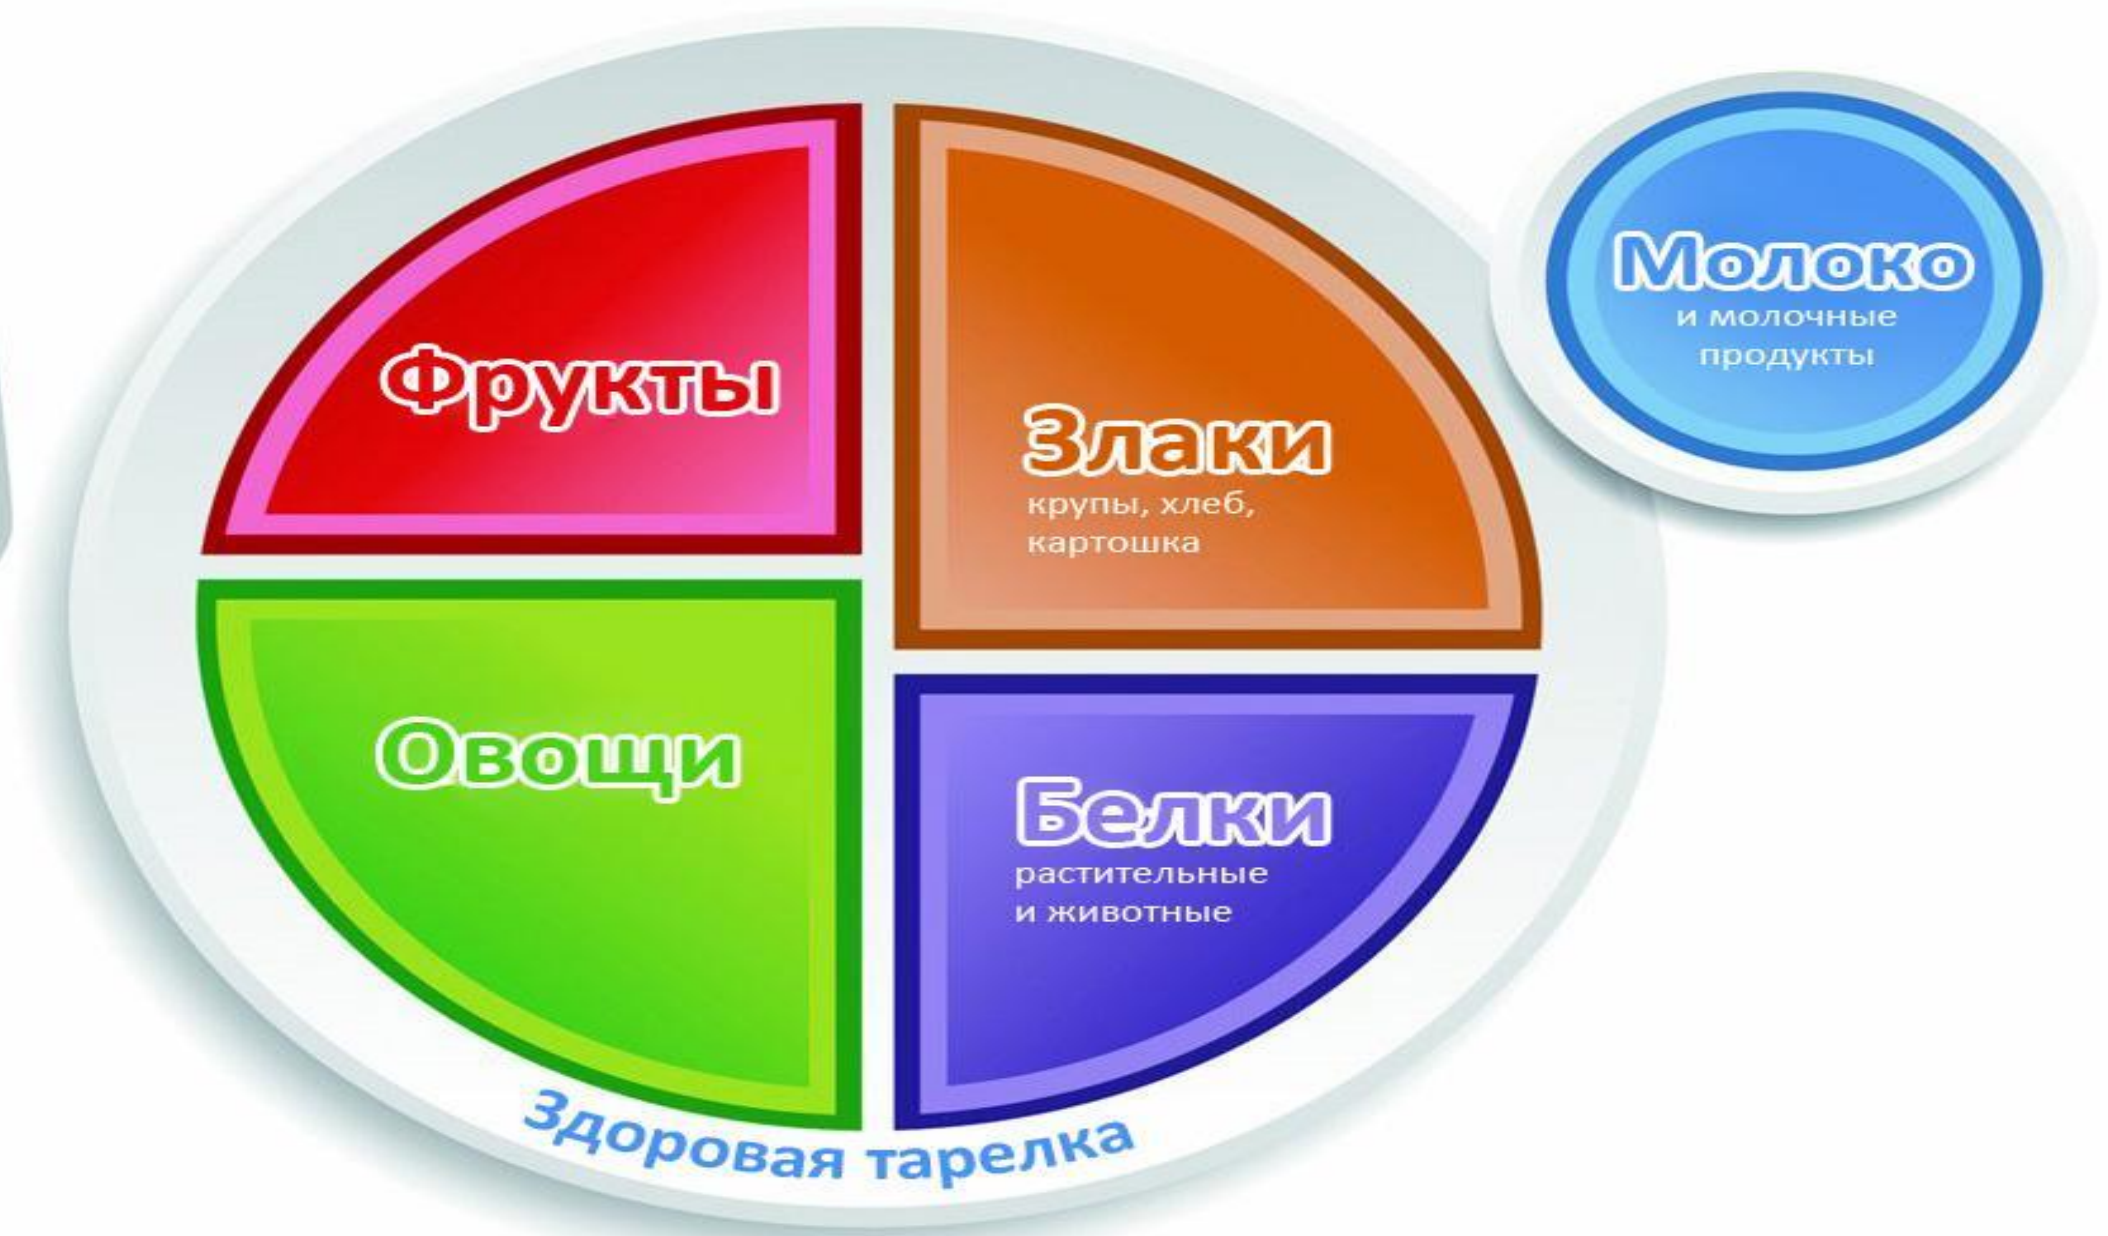 Фрукты
Злаки
крупы, хлеб,
картошка
Молоко
и молочные
продукты
Овощи
Белки
растительные
и животные
Здоровая тарелка